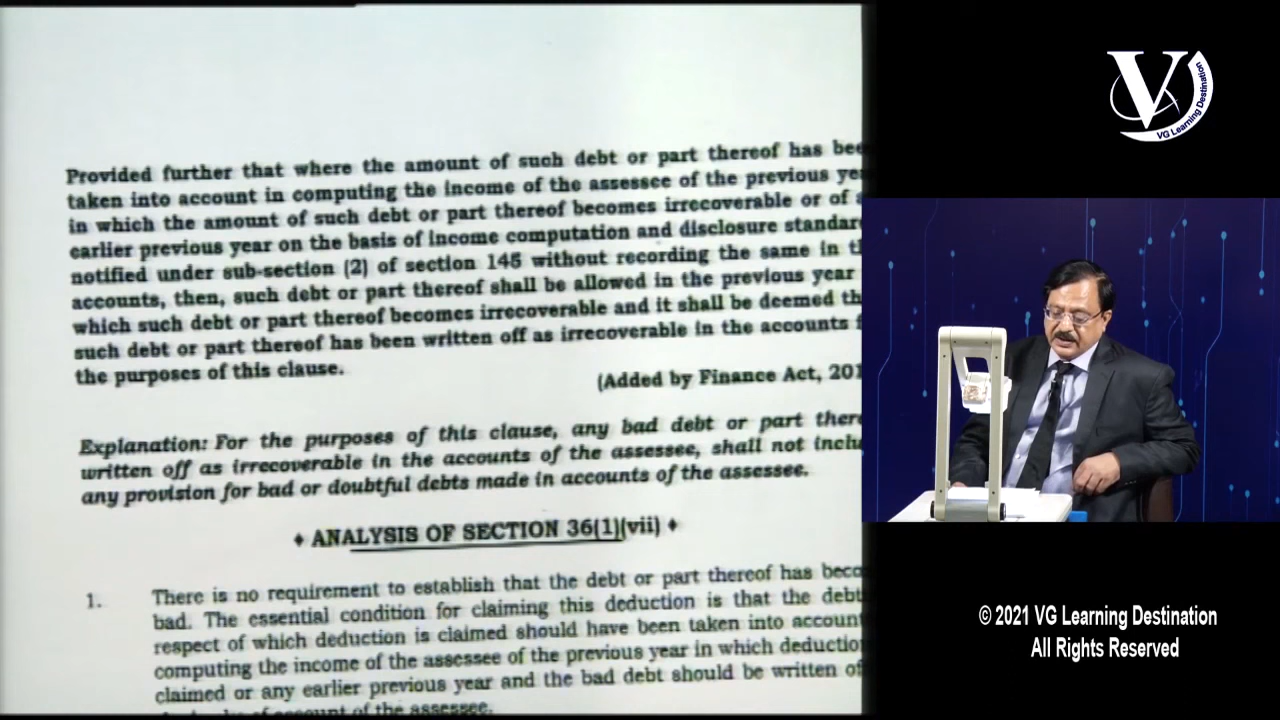 Provided further that where the amount of such debt or part thereof has bee
taken into account in computing the income of the assessee of the previous yea
in which the amount of such debt or part thereof becomes irrecoverable or of a
earlier previous year on the basis of income computation and disclosure standard
notified under sub-section (2) of section 145 without recording the same in th
accounts, then, such debt or part thereof shall be allowed in the previous year
which such debt or part thereof becomes irrecoverable and it shall be deemed th
such debt or part thereof has been written off as irrecoverable in the accounts f
the purposes of this clause.
(Added by Finance Act, 201
Explanation: For the purposes of this clause, any bad debt or part there
written off as irrecoverable in the accounts of the assessee, shall not inclu
any provision for bad or doubtful debts made in accounts of the assessee.
♦ ANALYSIS OF SECTION 36(1)(vii) ♦
1. There is no requirement to establish that the debt or part thereof has beco
bad. The essential condition for claiming this deduction is that the debt
respect of which deduction is claimed should have been taken into account
computing the income of the assessee of the previous year in which deduction
claimed or any earlier previous year and the bad debt should be written of
of account of the assessee.
V
VG Learning Destination
© 2021 VG Learning Destination
All Rights Reserved